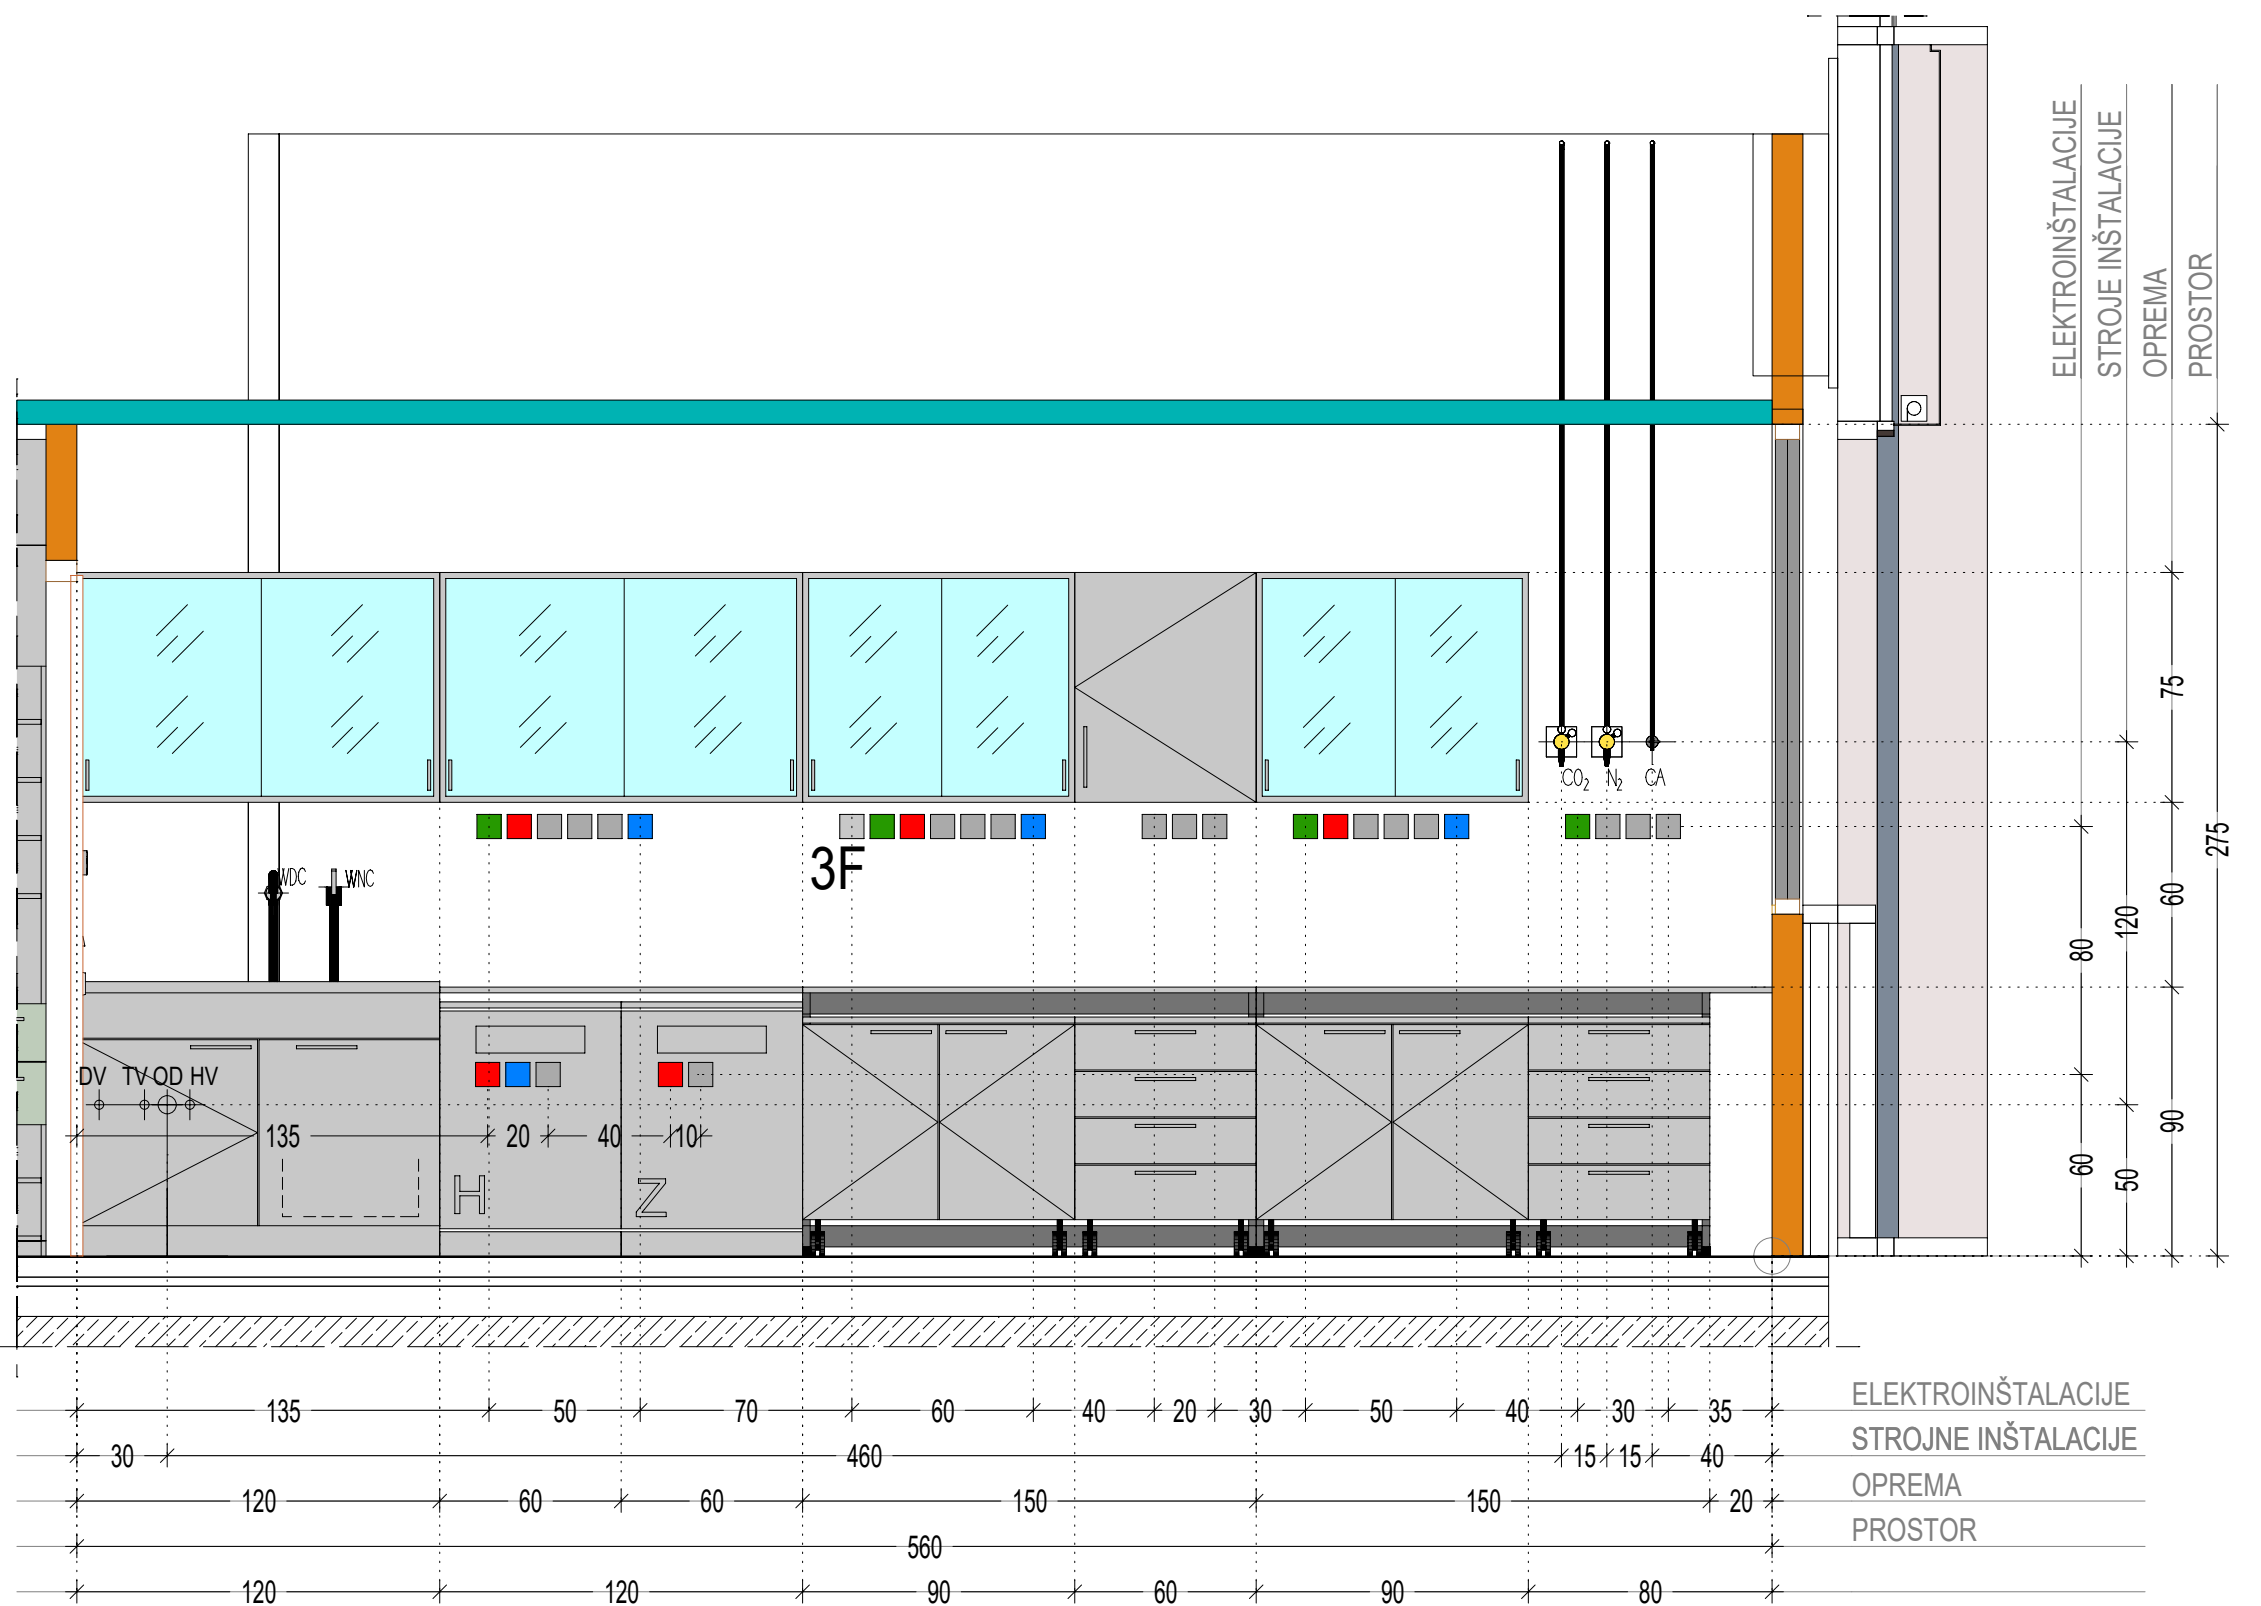 ELEKTROINŠTALACIJE
STROJE INŠTALACIJE
OPREMA
PROSTOR
75
CO2 N2 CA
3F
WDC WNC
275
60
120
80
DV TV OD HV
135 20 40 10
90
60
50
H Z
135 50 70 60 40 20 30 50 40 30 35 ELEKTROINŠTALACIJE
30 460 15 15 40 STROJNE INŠTALACIJE
120 60 60 150 150 20 OPREMA
560 PROSTOR
120 120 90 60 90 80